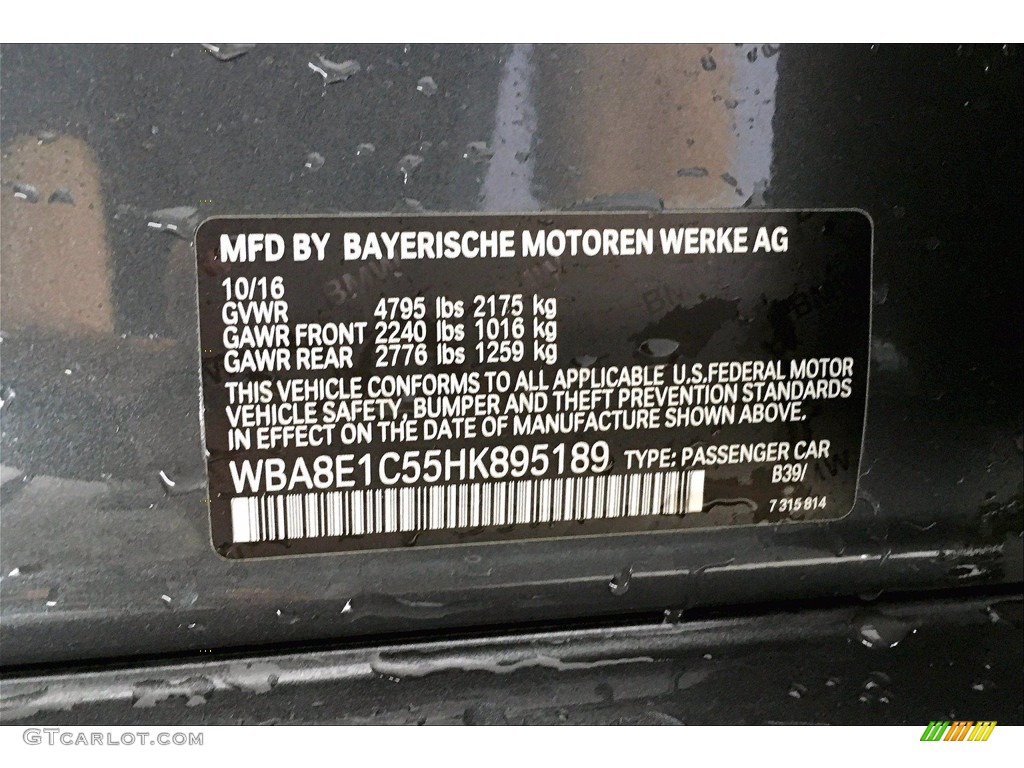 MFD BY BAYERISCHE MOTOREN WERKE AG
10/16
GVWR 4795 lbs 2175 kg
GAWR FRONT 2240 lbs 1016 kg
GAWR REAR 2776 lbs 1259 kg
THIS VEHICLE CONFORMS TO ALL APPLICABLE U.S.FEDERAL MOTOR
VEHICLE SAFETY, BUMPER AND THEFT PREVENTION STANDARDS
IN EFFECT ON THE DATE OF MANUFACTURE SHOWN ABOVE.
WBA8E1C55HK895189 TYPE: PASSENGER CAR
B39/
7 315 814
GTCARLOT.COM